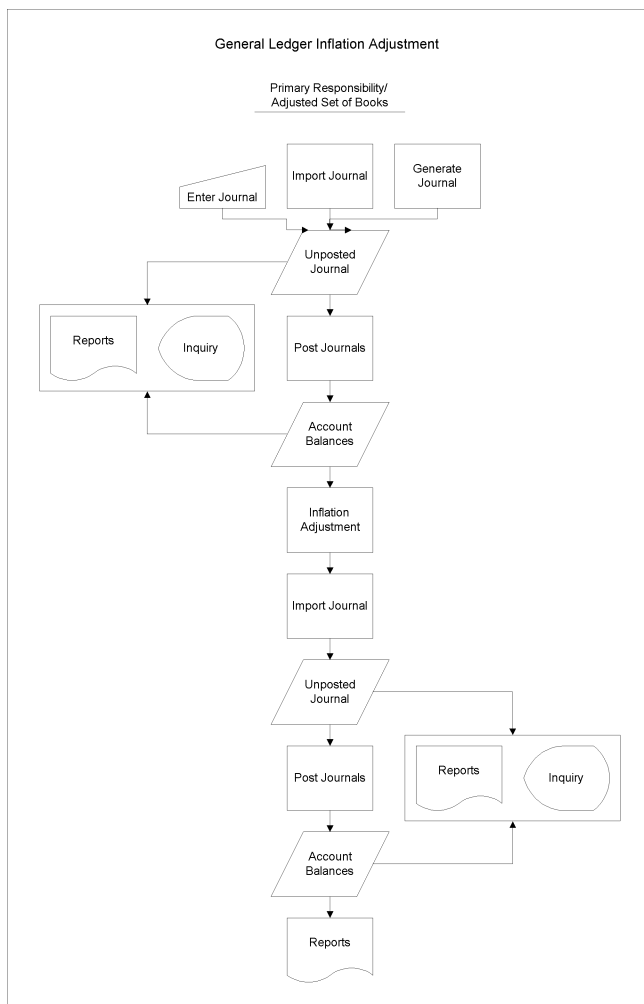 General Ledger Inflation Adjustment
Primary Responsibility/
Adjusted Set of Books
Enter Journal
Import Journal
Generate
Journal
Unposted
Journal
Reports
Inquiry
Post Journals
Account
Balances
Inflation
Adjustment
Import Journal
Unposted
Journal
Post Journals
Reports
Inquiry
Account
Balances
Reports